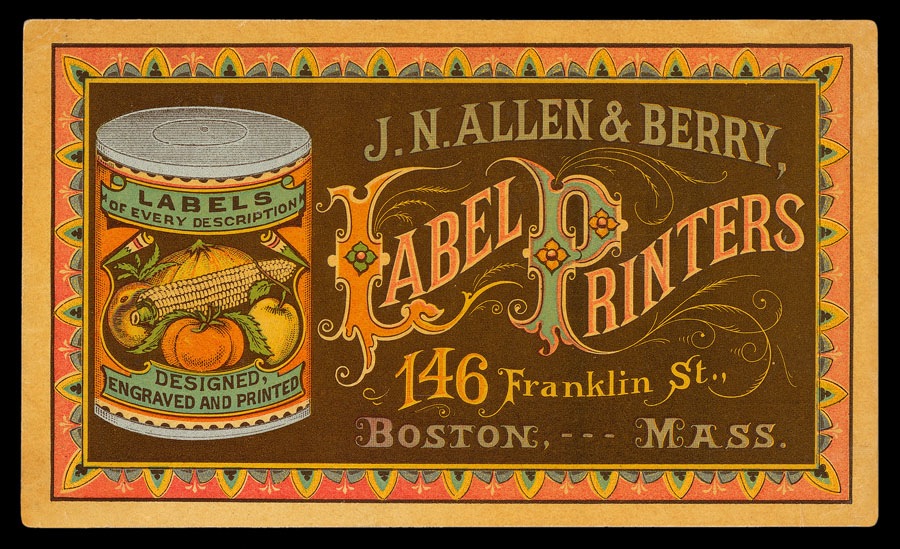 J. N. ALLEN & BERRY,
LABEL PRINTERS
146 Franklin St.,
BOSTON, --- MASS.
LABELS
OF EVERY DESCRIPTION
DESIGNED,
ENGRAVED AND PRINTED